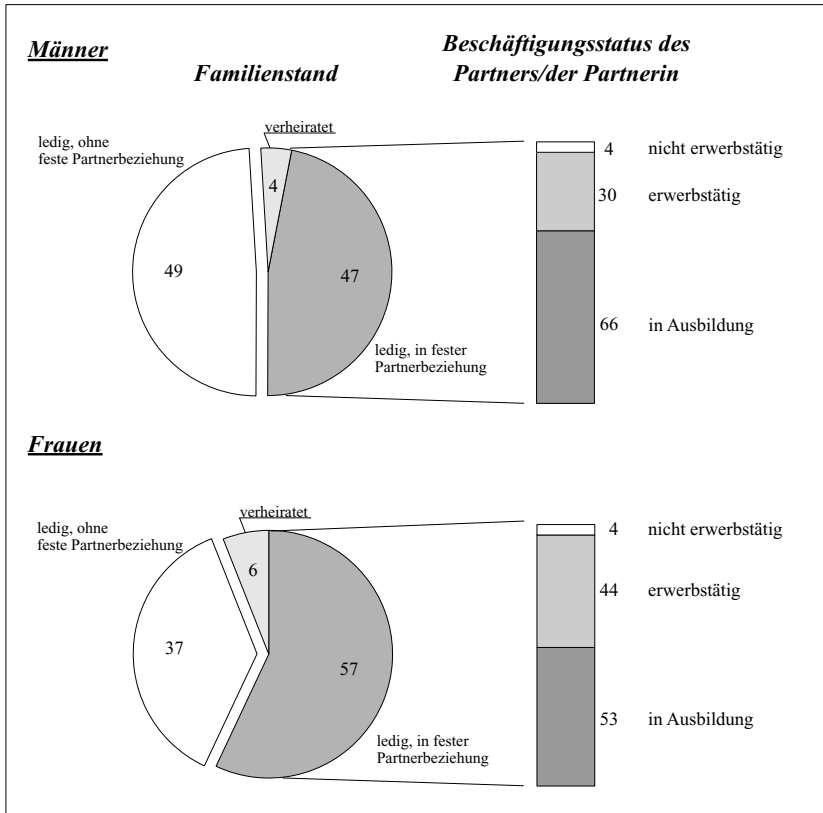 Männer
Familienstand
Beschäftigungsstatus des
Partners/der Partnerin
ledig, ohne
feste Partnerbeziehung
verheiratet
49
4
47
ledig, in fester
Partnerbeziehung
4 nicht erwerbstätig
30 erwerbstätig
66 in Ausbildung
Frauen
ledig, ohne
feste Partnerbeziehung
verheiratet
37
6
57
ledig, in fester
Partnerbeziehung
4 nicht erwerbstätig
44 erwerbstätig
53 in Ausbildung